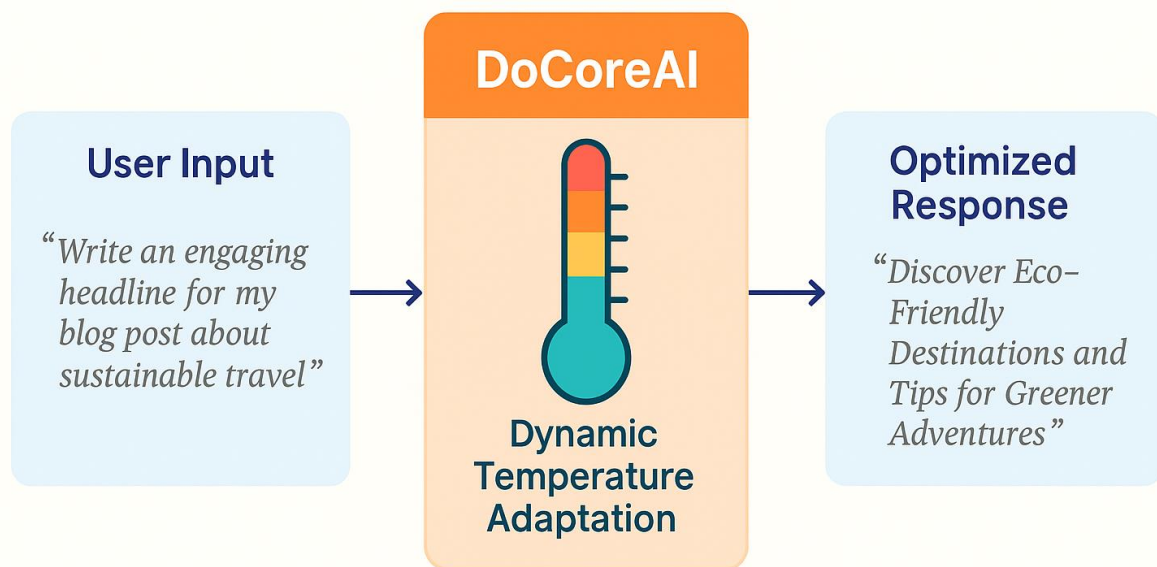 DoCoreAI
User Input
“Write an engaging
headline for my
blog post about
sustainable travel”
Dynamic
Temperature
Adaptation
Optimized
Response
“Discover Eco–
Friendly
Destinations and
Tips for Greener
Adventures”